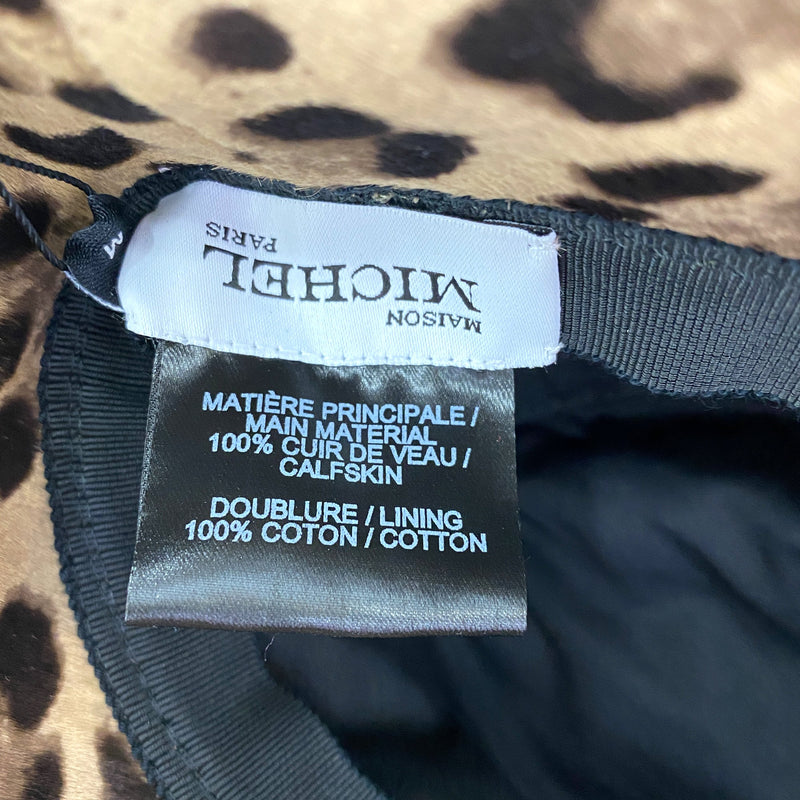 MAISON
MICHEL
PARIS
M
MATIÈRE PRINCIPALE /
MAIN MATERIAL
100% CUIR DE VEAU /
CALFSKIN
DOUBLURE / LINING
100% COTON / COTTON